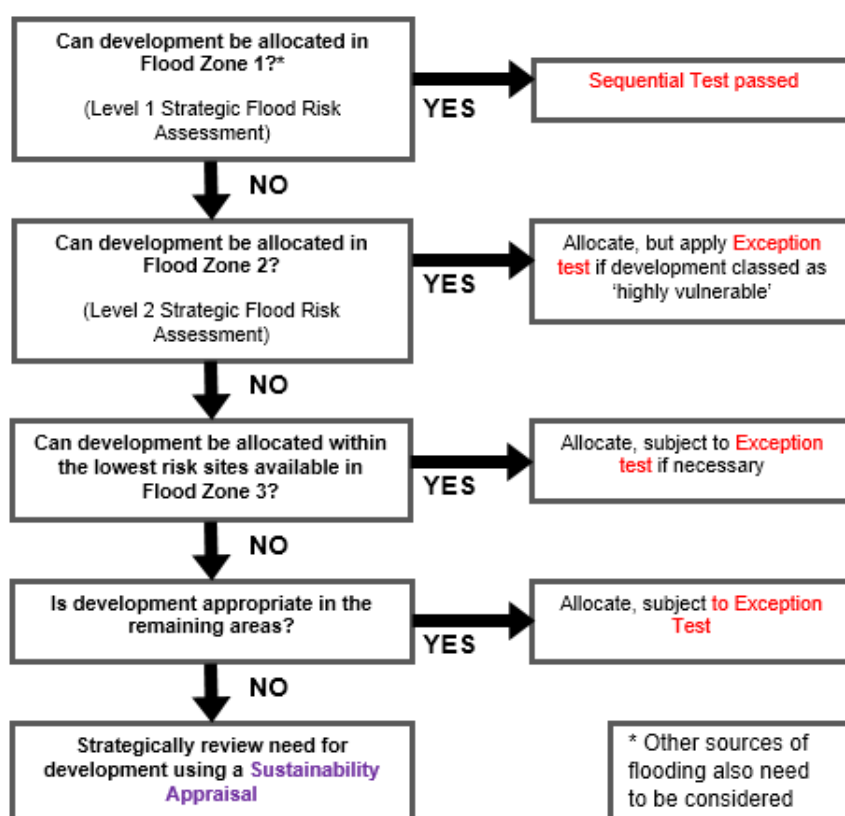 Can development be allocated in
Flood Zone 1?*
(Level 1 Strategic Flood Risk
Assessment)
YES
Sequential Test passed
NO
Can development be allocated in
Flood Zone 2?
(Level 2 Strategic Flood Risk
Assessment)
YES
Allocate, but apply Exception
test if development classed as
‘highly vulnerable’
NO
Can development be allocated within
the lowest risk sites available in
Flood Zone 3?
YES
Allocate, subject to Exception
test if necessary
NO
Is development appropriate in the
remaining areas?
YES
Allocate, subject to Exception
Test
NO
Strategically review need for
development using a Sustainability
Appraisal
* Other sources of
flooding also need
to be considered